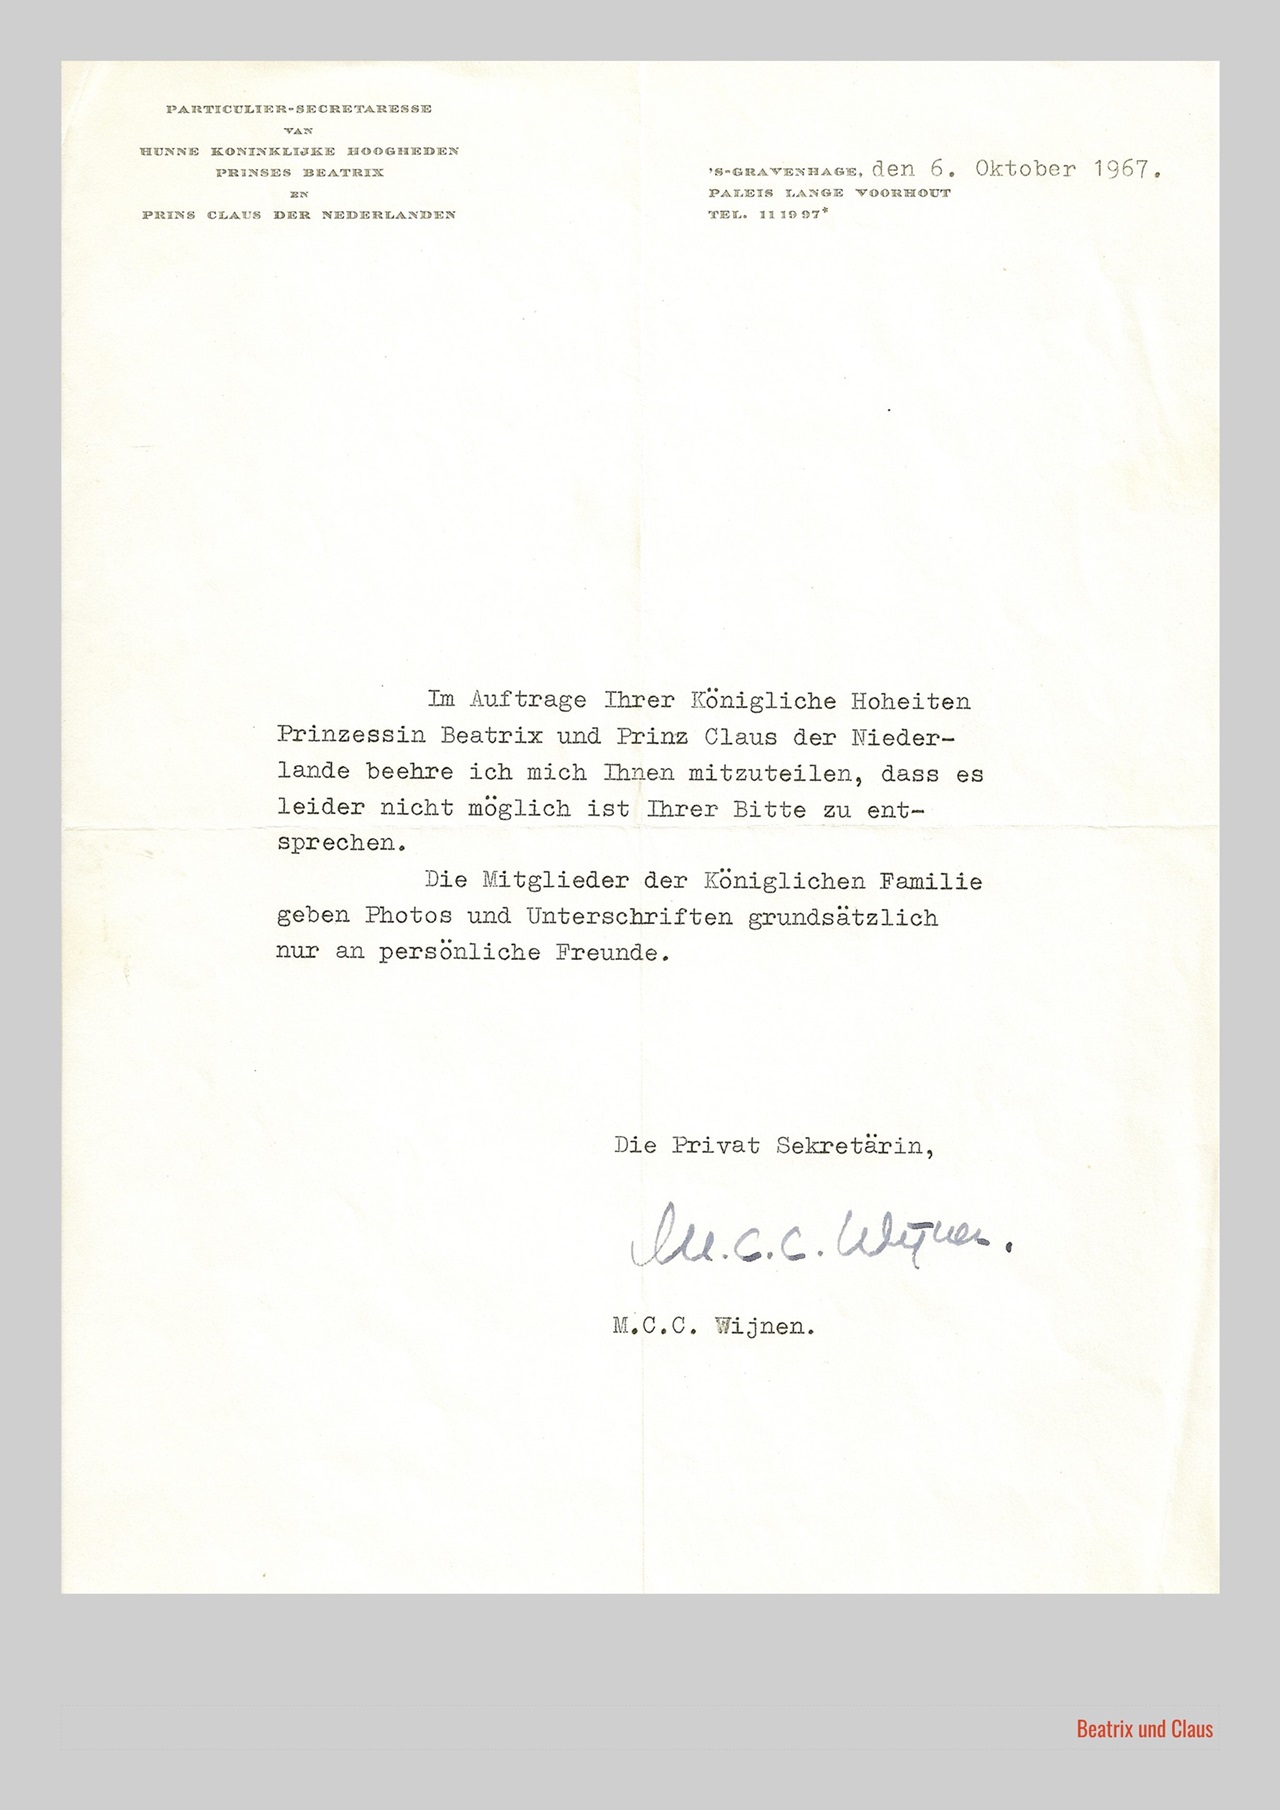 PARTICULIER-SECRETARESSE
VAN
HUNNE KONINKLIJKE HOOGHEDEN
PRINSES BEATRIX
EN
PRINS CLAUS DER NEDERLANDEN
'S-GRAVENHAGE, den 6. Oktober 1967.
PALEIS LANGE VOORHOUT
TEL. 11 19 97*
Im Auftrage Ihrer Königliche Hoheiten
Prinzessin Beatrix und Prinz Claus der Nieder-
lande beehre ich mich Ihnen mitzuteilen, dass es
leider nicht möglich ist Ihrer Bitte zu ent-
sprechen.
Die Mitglieder der Königlichen Familie
geben Photos und Unterschriften grundsätzlich
nur an persönliche Freunde.
Die Privat Sekretärin,
M.C.C. Wijnen.
M.C.C. Wijnen.
Beatrix und Claus